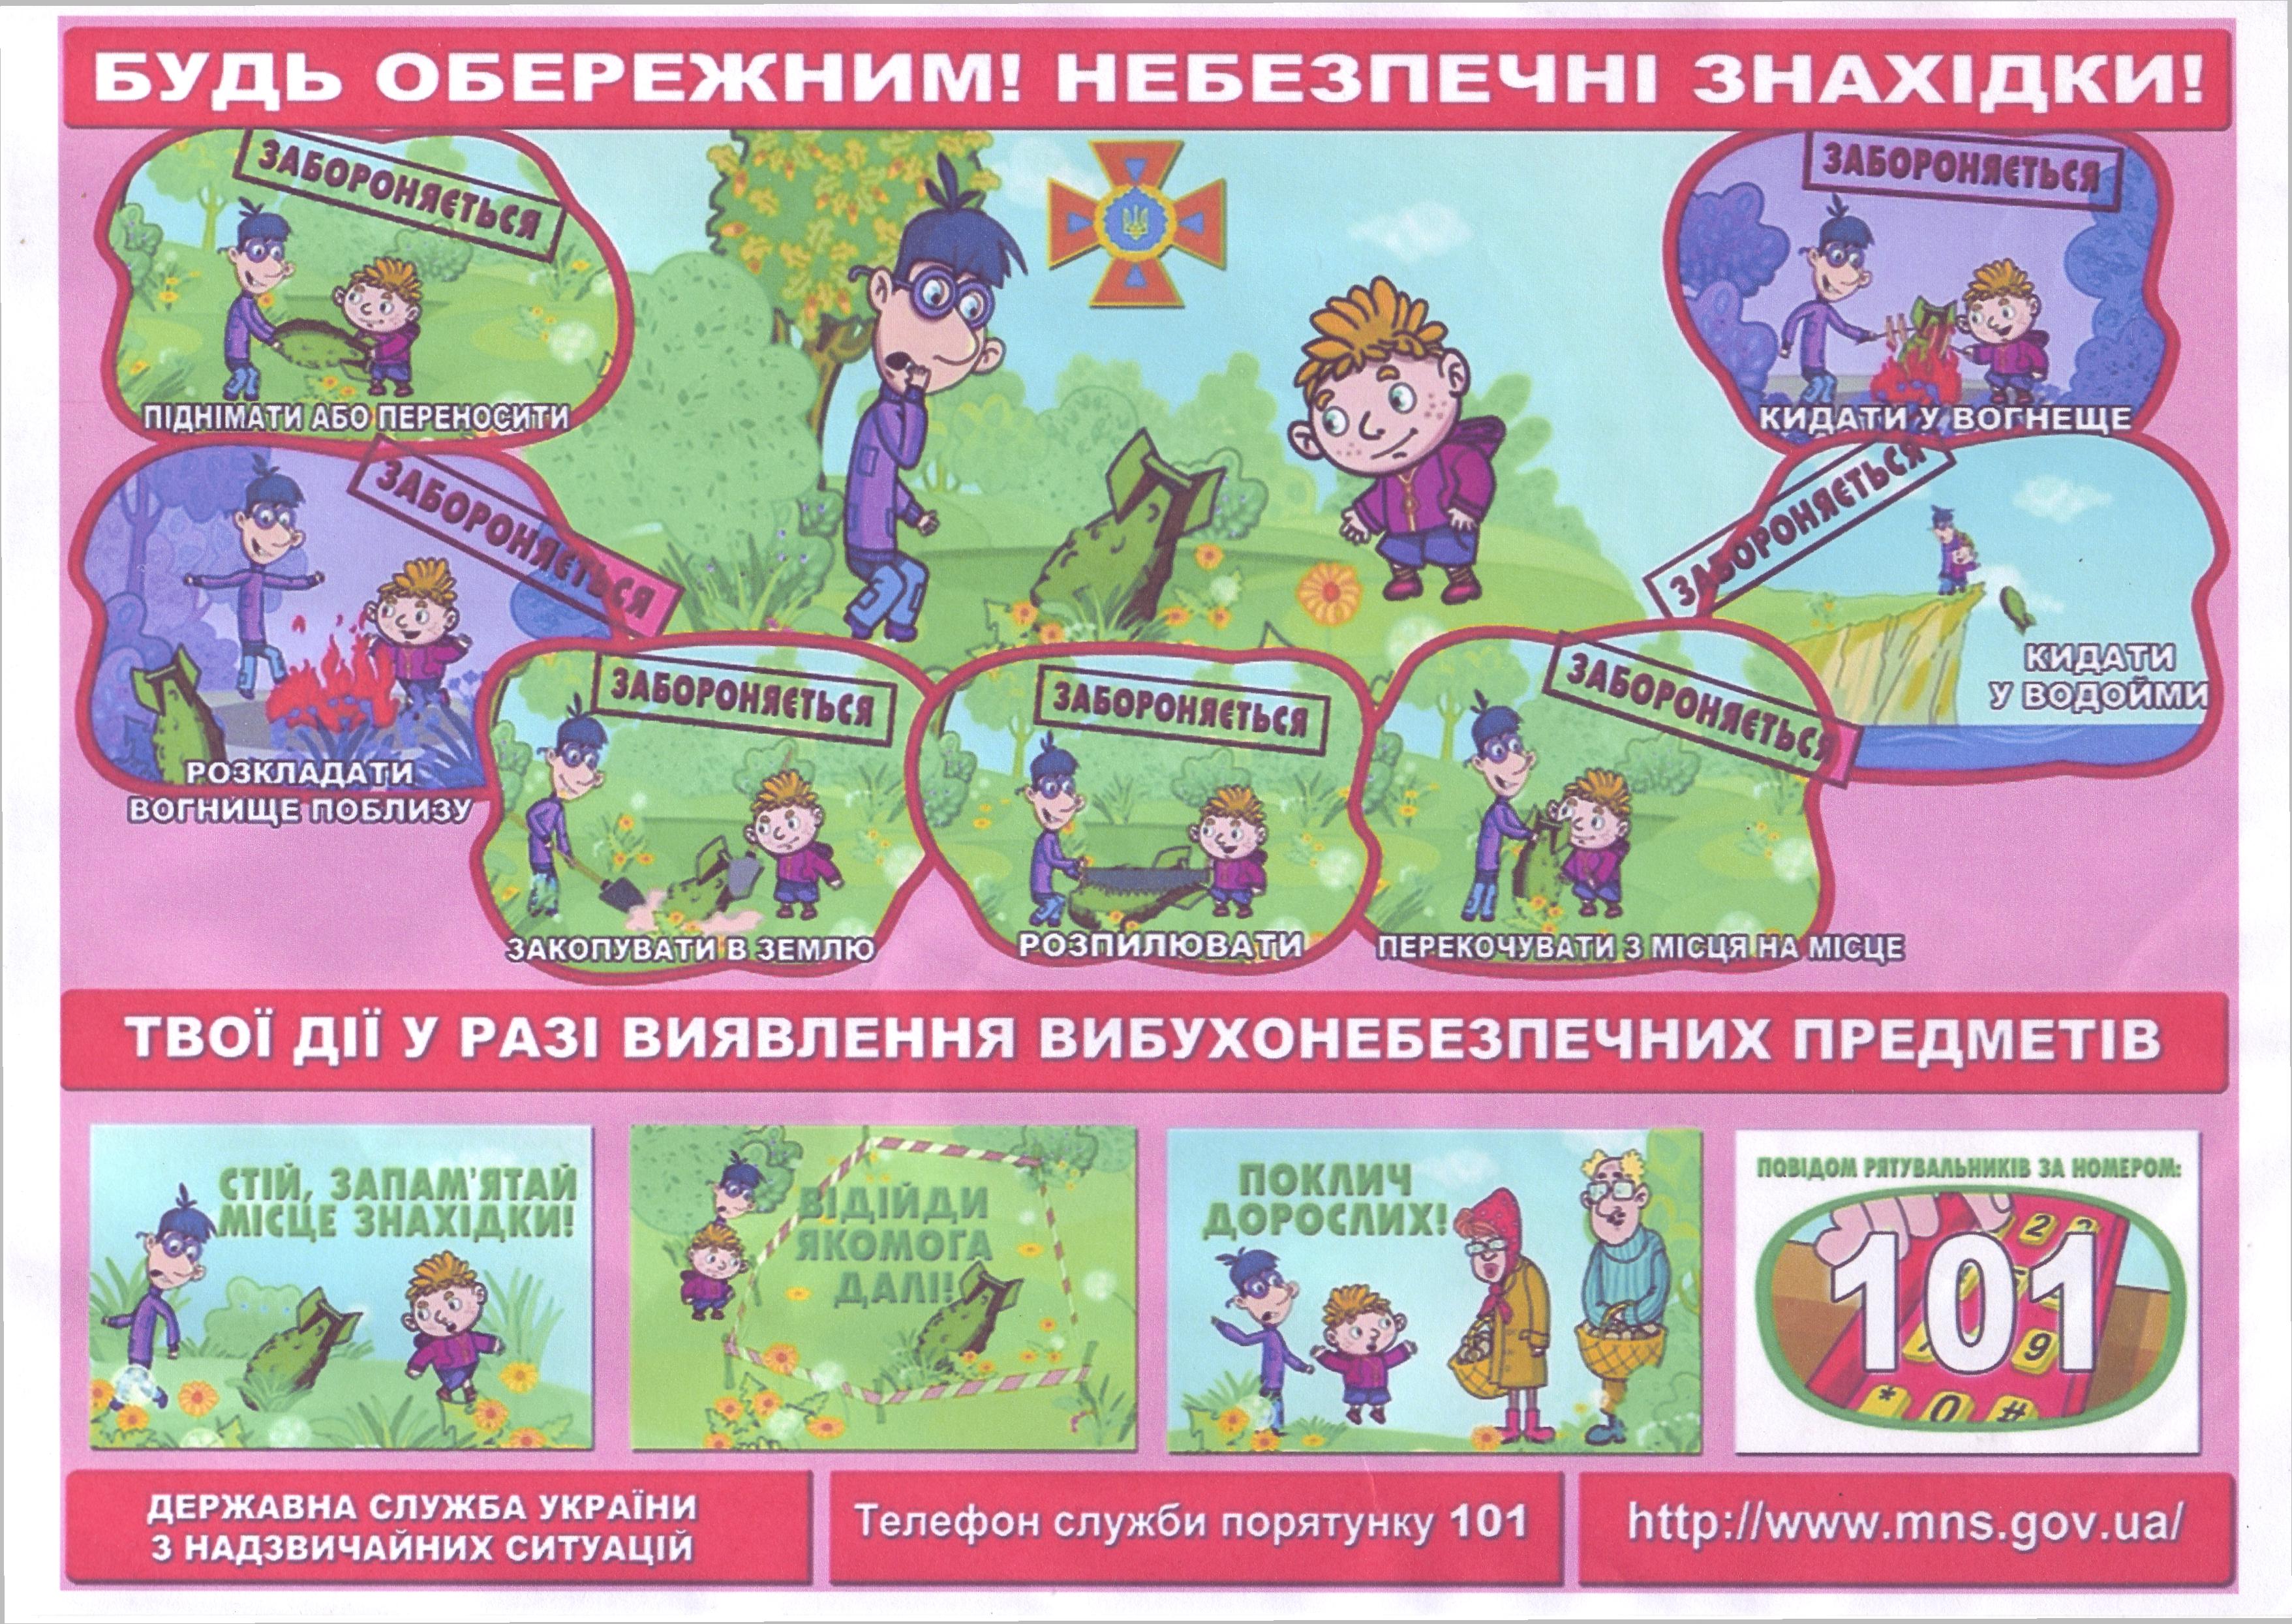 БУДЬ ОБЕРЕЖНИМ! НЕБЕЗПЕЧНІ ЗНАХІДКИ!
ЗАБОРОНЯЄТЬСЯ
ПІДНІМАТИ АБО ПЕРЕНОСИТИ
ЗАБОРОНЯЄТЬСЯ
КИДАТИ У ВОГНЕЩЕ
ЗАБОРОНЯЄТЬСЯ
РОЗКЛАДАТИ
ВОГНИЩЕ ПОБЛИЗУ
ЗАБОРОНЯЄТЬСЯ
КИДАТИ
У ВОДОЙМИ
ЗАБОРОНЯЄТЬСЯ
ЗАКОПУВАТИ В ЗЕМЛЮ
ЗАБОРОНЯЄТЬСЯ
РОЗПИЛЮВАТИ
ЗАБОРОНЯЄТЬСЯ
ПЕРЕКОЧУВАТИ З МІСЦЯ НА МІСЦЕ
ТВОЇ ДІЇ У РАЗІ ВИЯВЛЕННЯ ВИБУХОНЕБЕЗПЕЧНИХ ПРЕДМЕТІВ
СТІЙ, ЗАПАМ'ЯТАЙ
МІСЦЕ ЗНАХІДКИ!
ВІДІЙДИ
ЯКОМОГА
ДАЛІ!
ПОКЛИЧ
ДОРОСЛИХ!
ПОВІДОМ РЯТУВАЛЬНИКІВ ЗА НОМЕРОМ:
2
101
9
* 0 #
ДЕРЖАВНА СЛУЖБА УКРАЇНИ
З НАДЗВИЧАЙНИХ СИТУАЦІЙ
Телефон служби порятунку 101
http://www.mns.gov.ua/